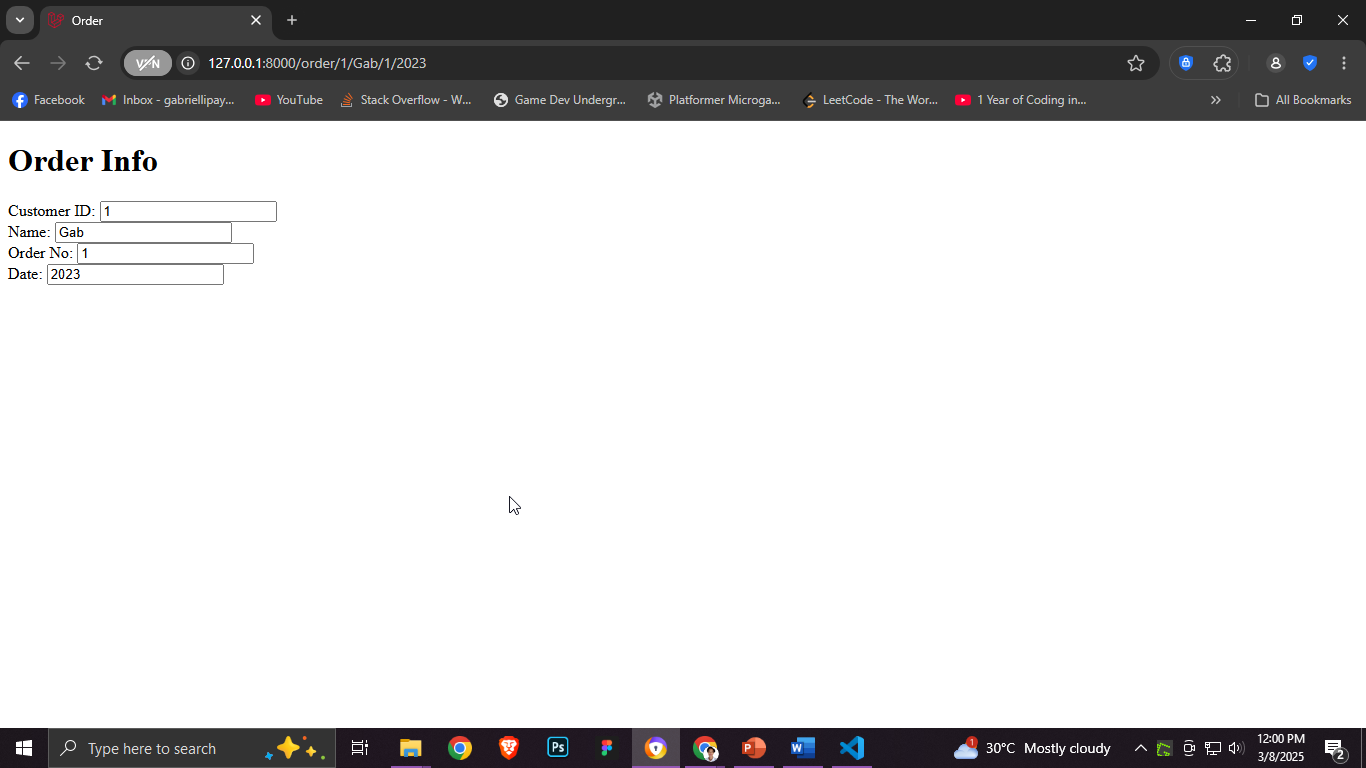 Order
VPN
127.0.0.1:8000/order/1/Gab/1/2023
Facebook
Inbox - gabriellipay...
YouTube
Stack Overflow - W...
Game Dev Undergr...
Platformer Microga...
LeetCode - The Wor...
1 Year of Coding in...
All Bookmarks
Order Info
Customer ID: 1
Name: Gab
Order No: 1
Date: 2023
Type here to search
Ps
P
W
1
30°C Mostly cloudy
12:00 PM
3/8/2025
2